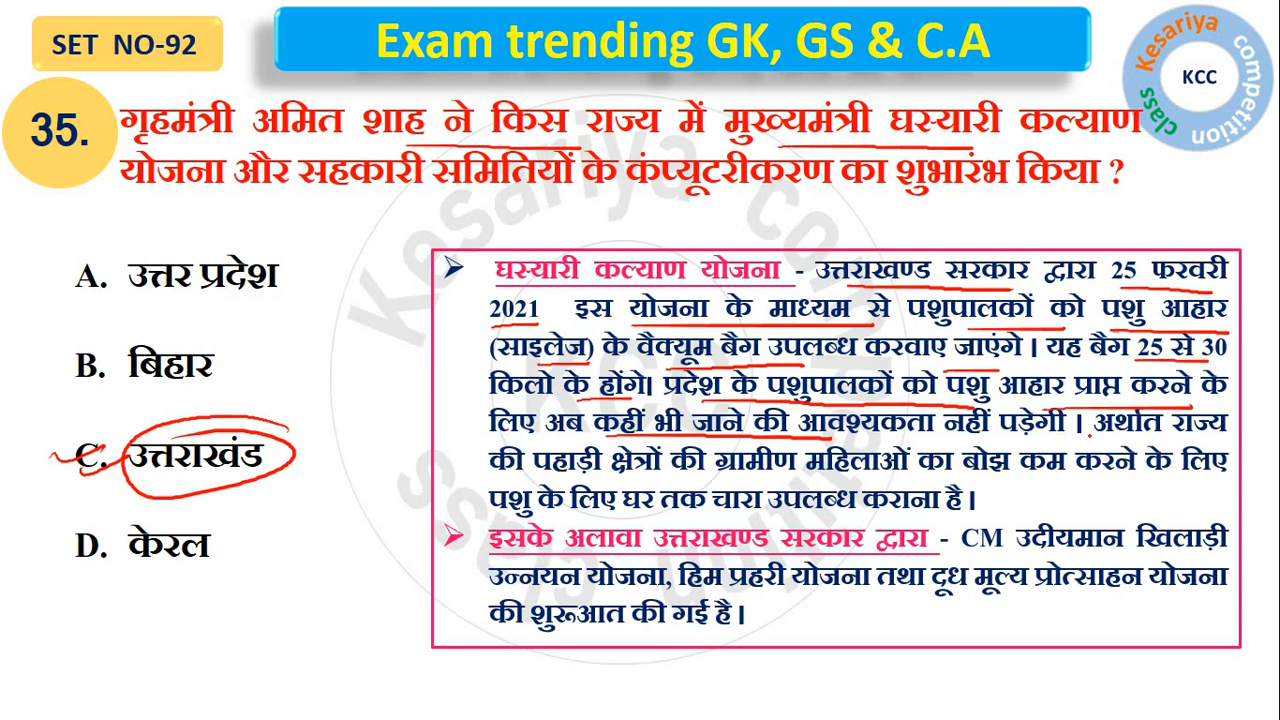 SET NO-92
Exam trending GK, GS & C.A
Kesariya competition class
KCC
35.
गृहमंत्री अमित शाह ने किस राज्य में मुख्यमंत्री घस्यारी कल्याण
योजना और सहकारी समितियों के कंप्यूटरीकरण का शुभारंभ किया ?
A. उत्तर प्रदेश
B. बिहार
C. उत्तराखंड
D. केरल
घस्यारी कल्याण योजना - उत्तराखण्ड सरकार द्वारा 25 फरवरी
2021 इस योजना के माध्यम से पशुपालकों को पशु आहार
(साइलेज) के वैक्यूम बैग उपलब्ध करवाए जाएंगे । यह बैग 25 से 30
किलो के होंगे। प्रदेश के पशुपालकों को पशु आहार प्राप्त करने के
लिए अब कहीं भी जाने की आवश्यकता नहीं पड़ेगी । अर्थात राज्य
की पहाड़ी क्षेत्रों की ग्रामीण महिलाओं का बोझ कम करने के लिए
पशु के लिए घर तक चारा उपलब्ध कराना है ।
इसके अलावा उत्तराखण्ड सरकार द्वारा - CM उदीयमान खिलाड़ी
उन्नयन योजना, हिम प्रहरी योजना तथा दूध मूल्य प्रोत्साहन योजना
की शुरूआत की गई है ।
Kesariya competition class
KCC